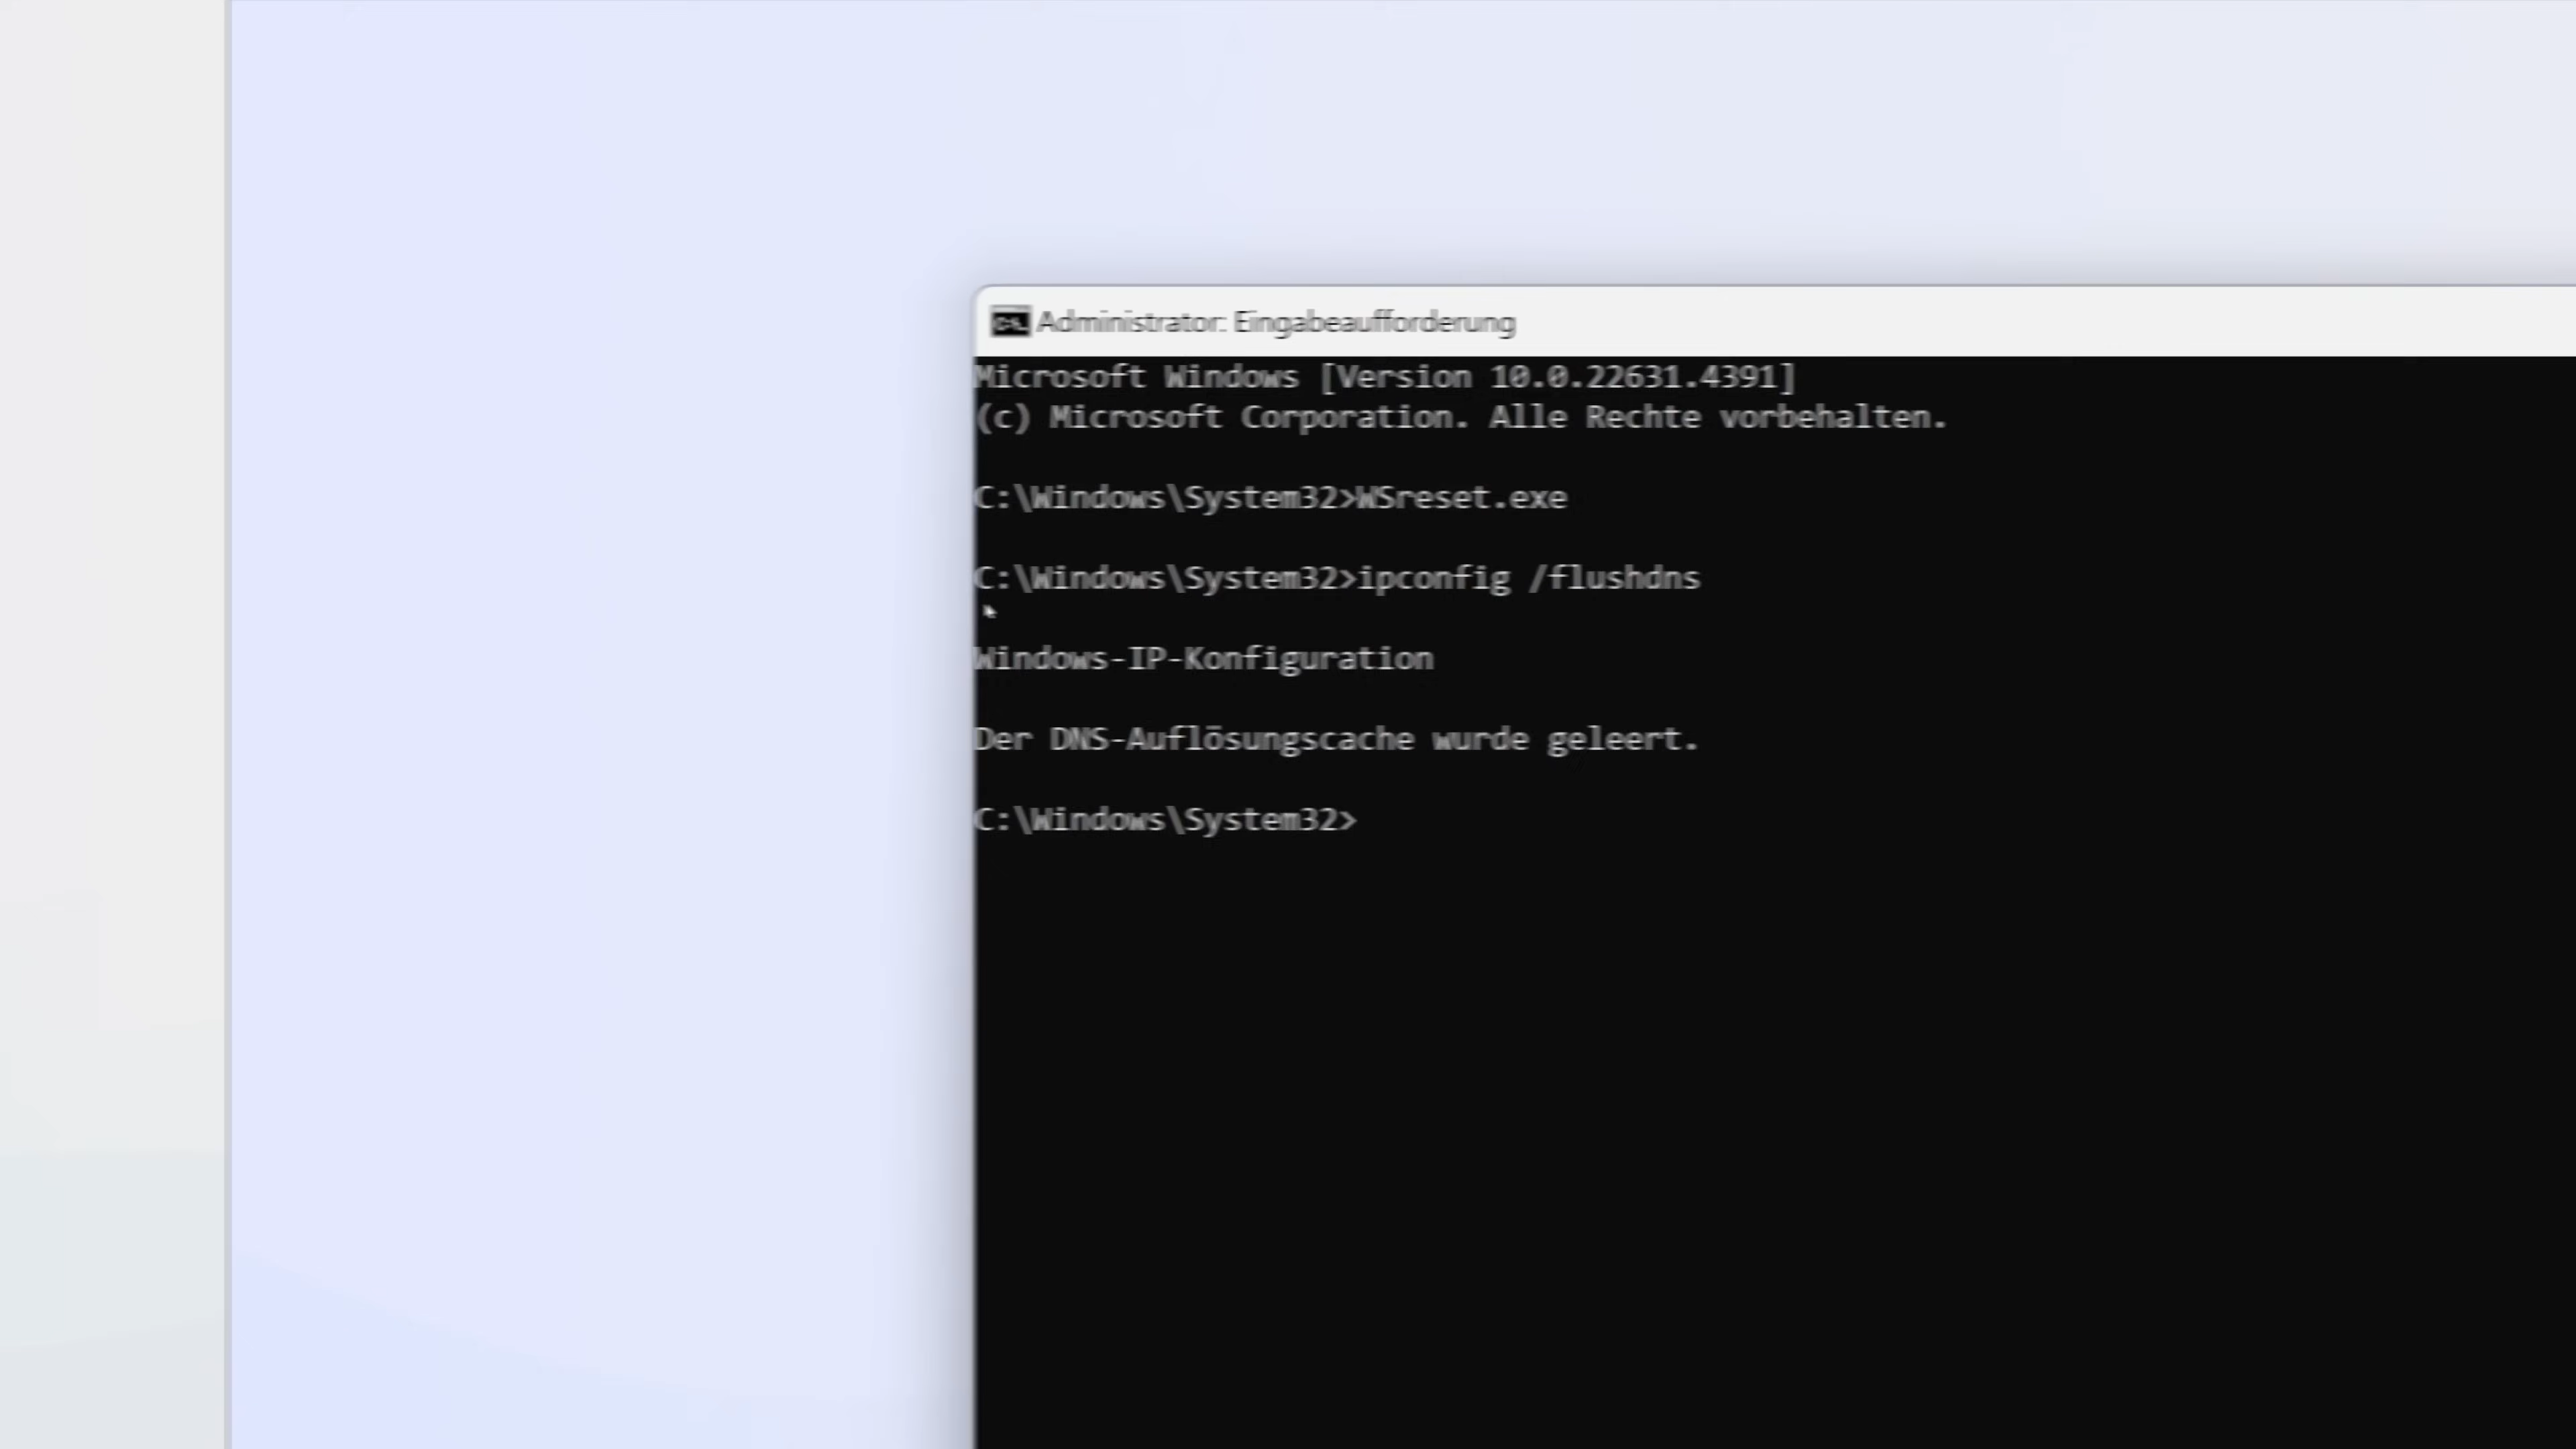 Administrator: Eingabeaufforderung
Microsoft Windows [Version 10.0.22631.4391]
(c) Microsoft Corporation. Alle Rechte vorbehalten.
C:\Windows\System32>WSreset.exe
C:\Windows\System32>ipconfig /flushdns
Windows-IP-Konfiguration
Der DNS-Auflösungscache wurde geleert.
C:\Windows\System32>